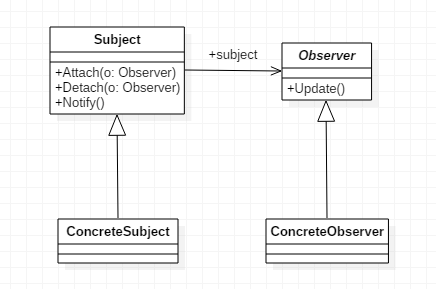 Subject
+Attach(o: Observer)
+Detach(o: Observer)
+Notify()
+subject
Observer
+Update()
ConcreteSubject
ConcreteObserver